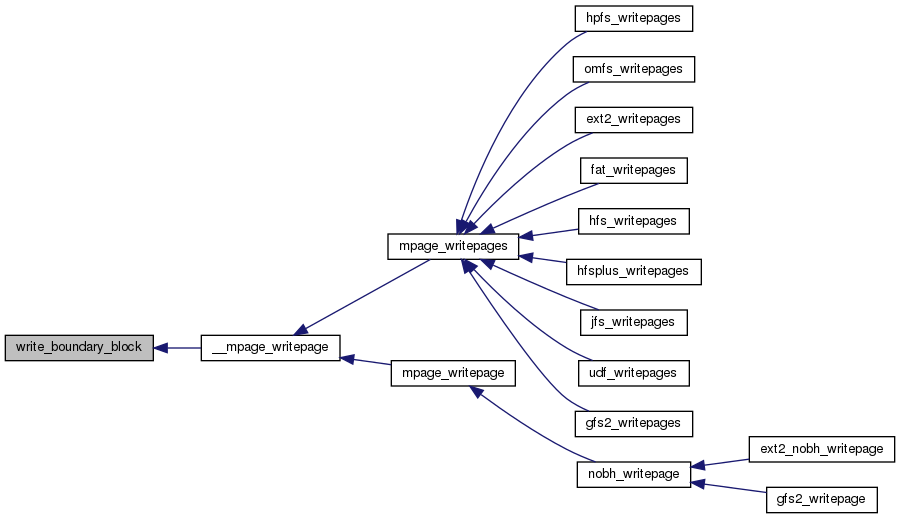 hpfs_writepages
omfs_writepages
ext2_writepages
fat_writepages
hfs_writepages
mpage_writepages
hfsplus_writepages
jfs_writepages
write_boundary_block
__mpage_writepage
mpage_writepage
udf_writepages
gfs2_writepages
ext2_nobh_writepage
nobh_writepage
gfs2_writepage